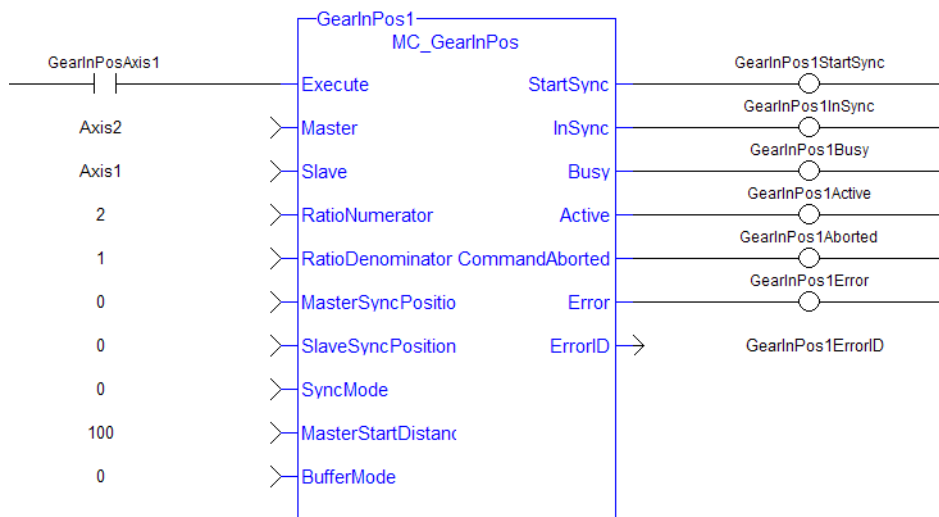 GearInPos1
MC_GearInPos
GearInPosAxis1
Execute
StartSync
GearInPos1StartSync
Axis2
Master
InSync
GearInPos1InSync
Axis1
Slave
Busy
GearInPos1Busy
2
RatioNumerator
Active
GearInPos1Active
1
RatioDenominator CommandAborted
GearInPos1Aborted
0
MasterSyncPositio
Error
GearInPos1Error
0
SlaveSyncPosition
ErrorID
GearInPos1ErrorID
0
SyncMode
100
MasterStartDistanc
0
BufferMode